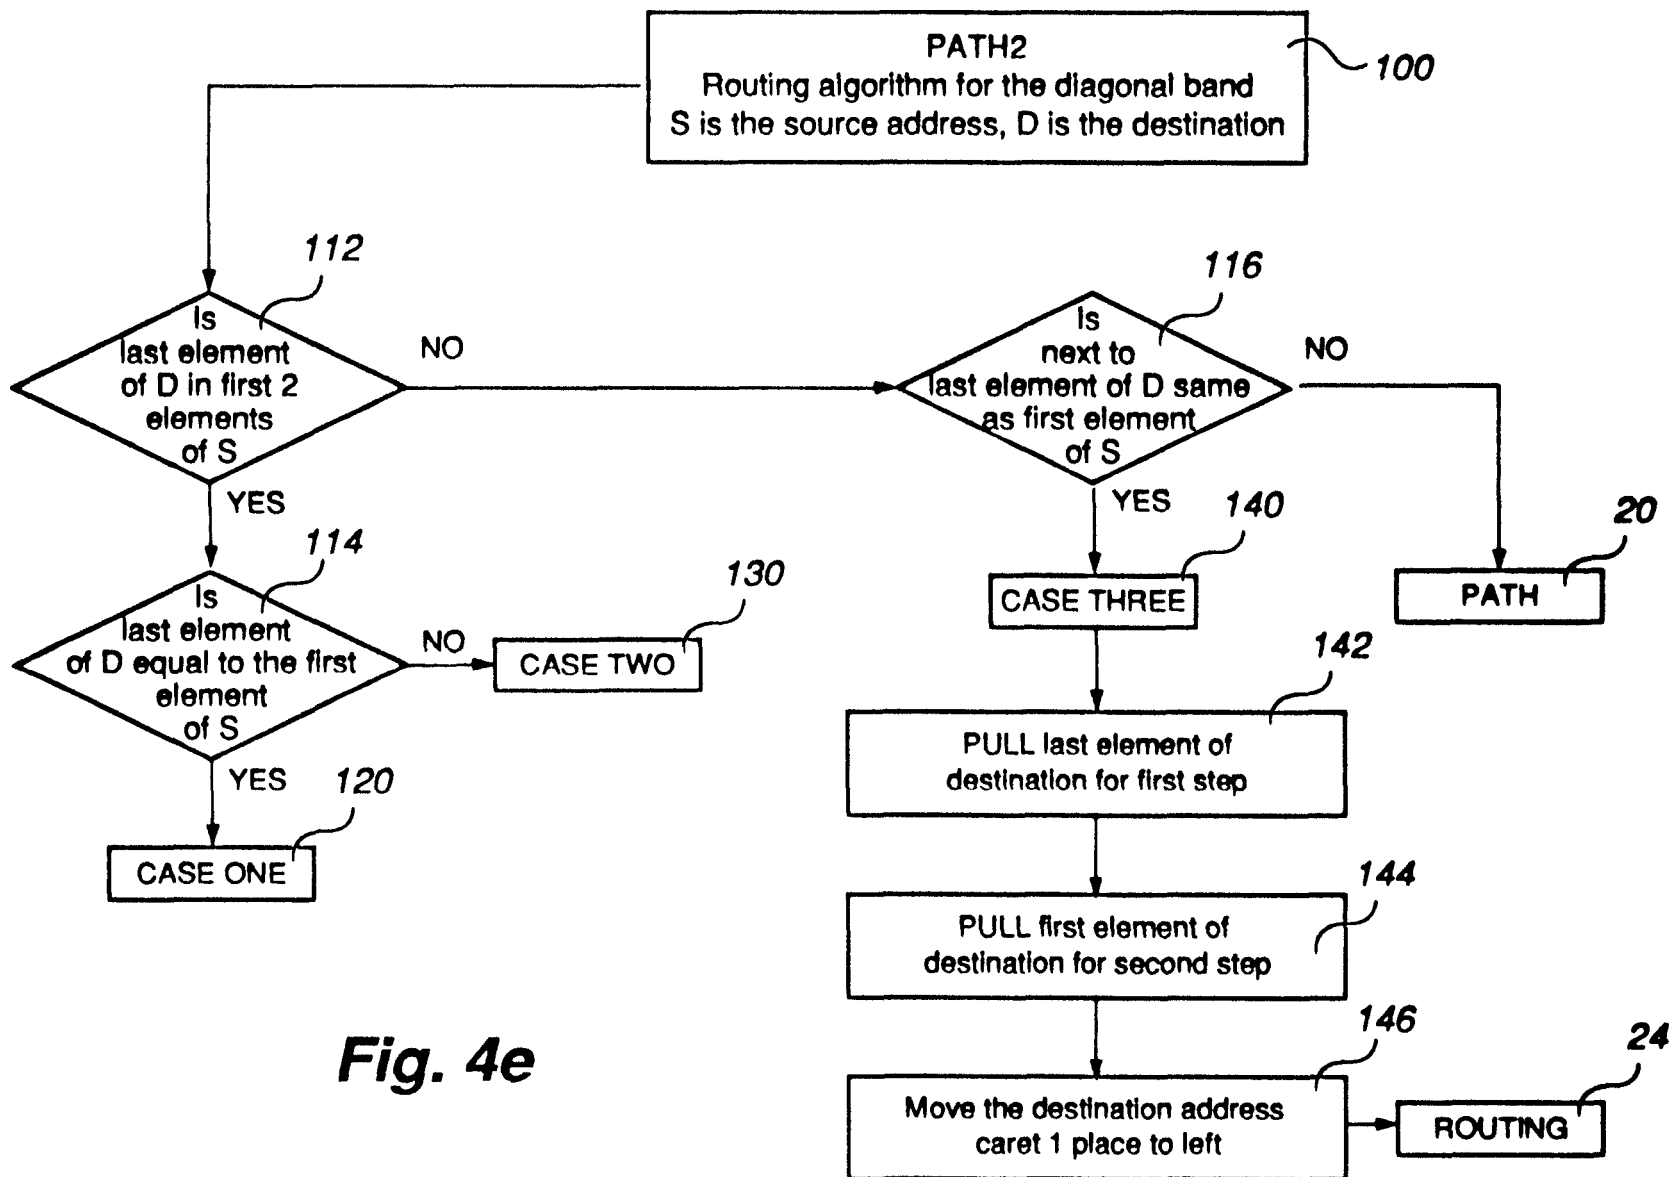 PATH2
Routing algorithm for the diagonal band
S is the source address, D is the destination
100
112
Is
last element
of D in first 2
elements
of S
NO
YES
116
Is
next to
last element of D same
as first element
of S
NO
YES
114
Is
last element
of D equal to the first
element
of S
NO
YES
130
CASE TWO
120
CASE ONE
140
CASE THREE
20
PATH
142
PULL last element of
destination for first step
144
PULL first element of
destination for second step
146
Move the destination address
caret 1 place to left
24
ROUTING
Fig. 4e